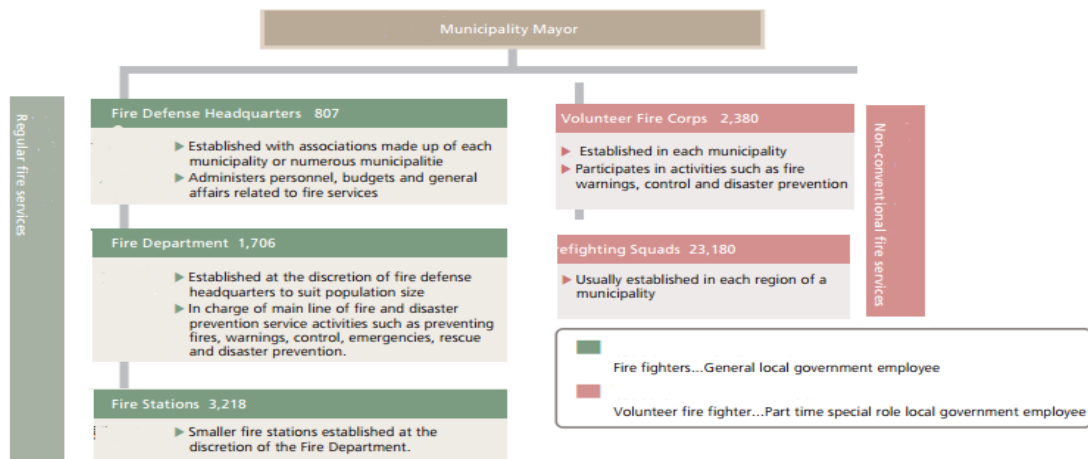 Municipality Mayor
Regular fire services
Fire Defense Headquarters 807
Established with associations made up of each
municipality or numerous municipalitie
Administers personnel, budgets and general
affairs related to fire services
Fire Department 1,706
Established at the discretion of fire defense
headquarters to suit population size
In charge of main line of fire and disaster
prevention service activities such as preventing
fires, warnings, control, emergencies, rescue
and disaster prevention.
Fire Stations 3,218
Smaller fire stations established at the
discretion of the Fire Department.
Volunteer Fire Corps 2,380
Established in each municipality
Participates in activities such as fire
warnings, control and disaster prevention
refighting Squads 23,180
Usually established in each region of a
municipality
Non-conventional fire services
Fire fighters...General local government employee
Volunteer fire fighter...Part time special role local government employee